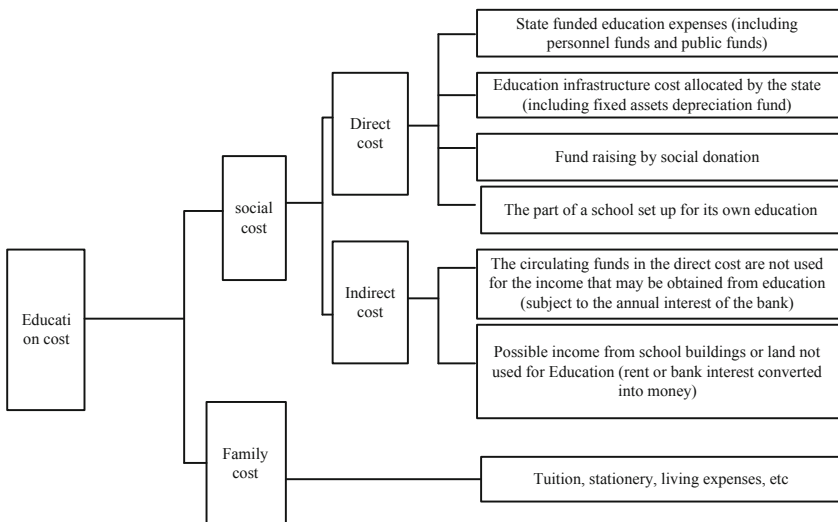 State funded education expenses (including
personnel funds and public funds)
Education infrastructure cost allocated by the state
(including fixed assets depreciation fund)
Direct
cost
Fund raising by social donation
social
cost
The part of a school set up for its own education
The circulating funds in the direct cost are not used
for the income that may be obtained from education
(subject to the annual interest of the bank)
Indirect
cost
Educati
on cost
Possible income from school buildings or land not
used for Education (rent or bank interest converted
into money)
Family
cost
Tuition, stationery, living expenses, etc